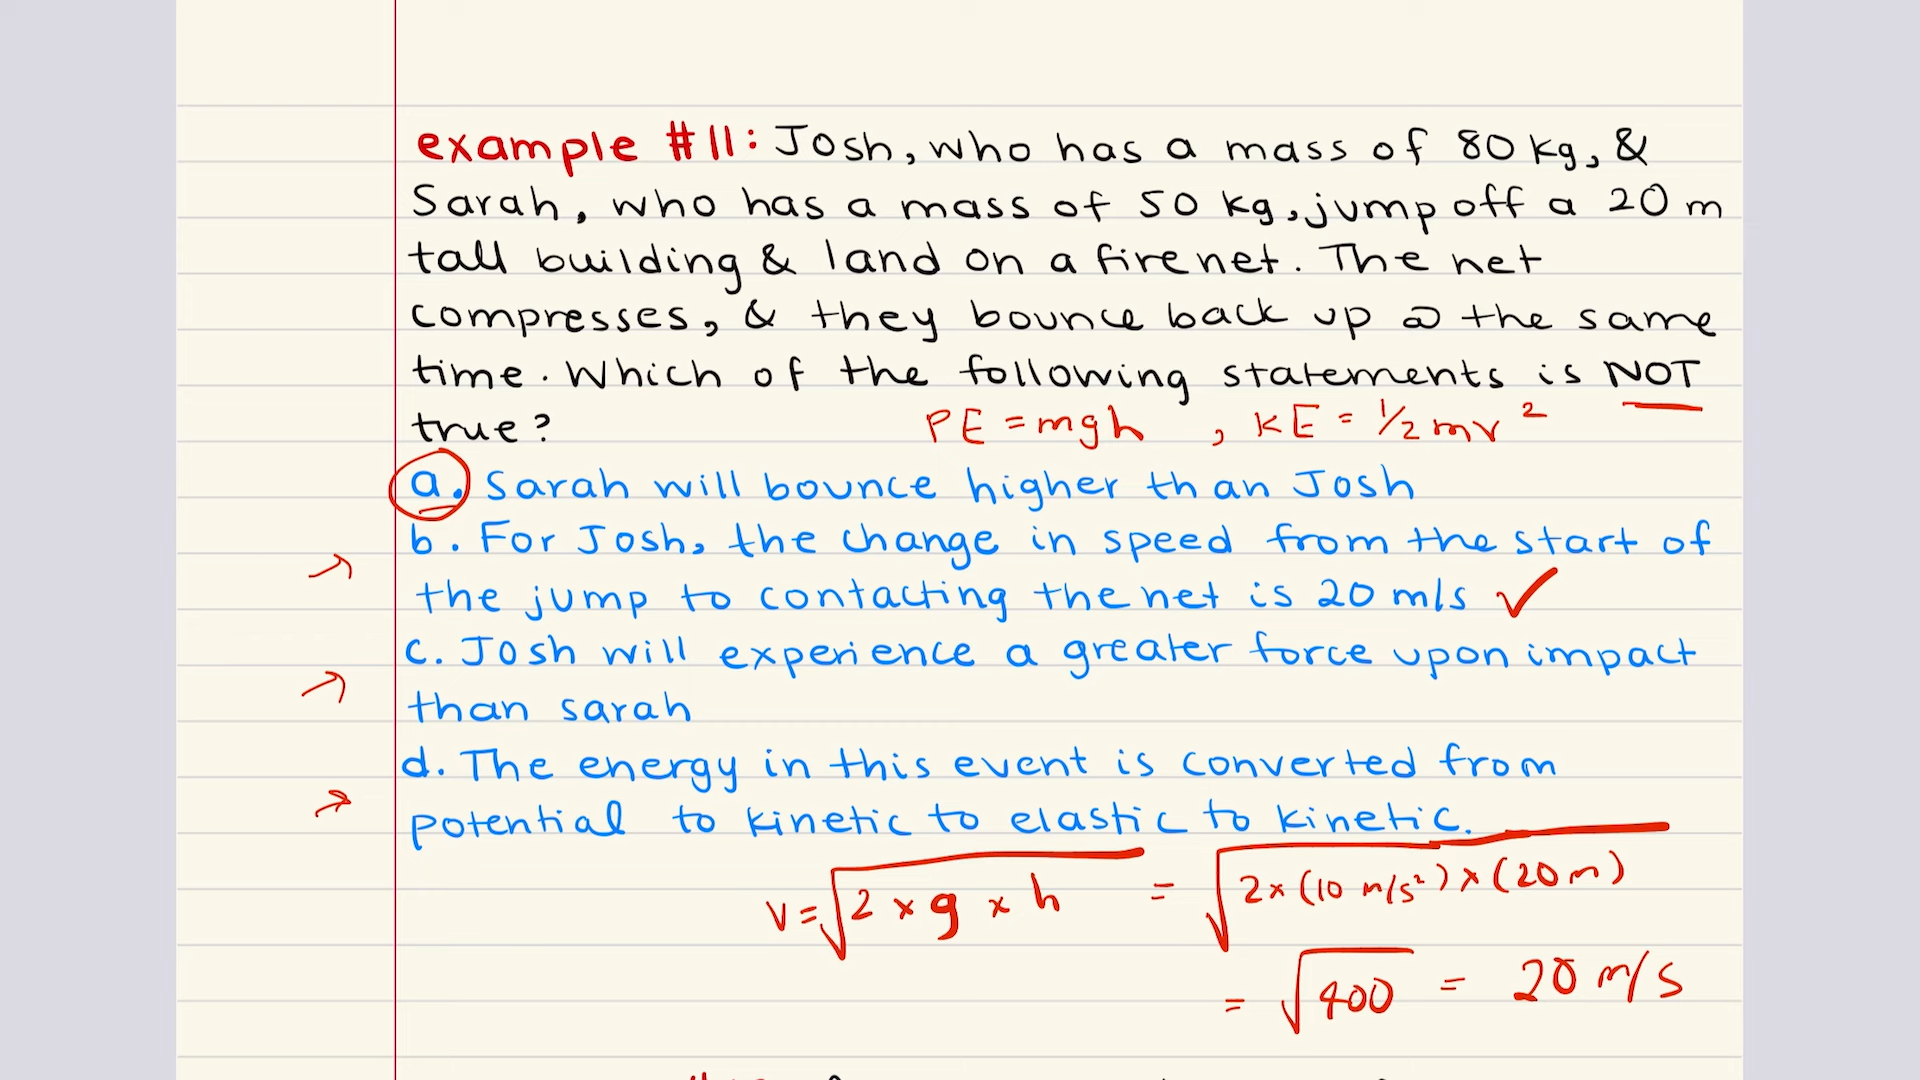 example #11: Josh, who has a mass of 80 kg, &
Sarah, who has a mass of 50 kg, jump off a 20 m
tall building & land on a fire net. The net
compresses, & they bounce back up @ the same
time. Which of the following statements is NOT
true?
PE = mgh , KE = 1/2 mv²
a. Sarah will bounce higher than Josh
b. For Josh, the change in speed from the start of
the jump to contacting the net is 20 m/s ✓
c. Josh will experience a greater force upon impact
than sarah
d. The energy in this event is converted from
potential to kinetic to elastic to kinetic.
v = √2 × g × h = √2 × (10 m/s²) × (20 m)
= √400 = 20 m/s